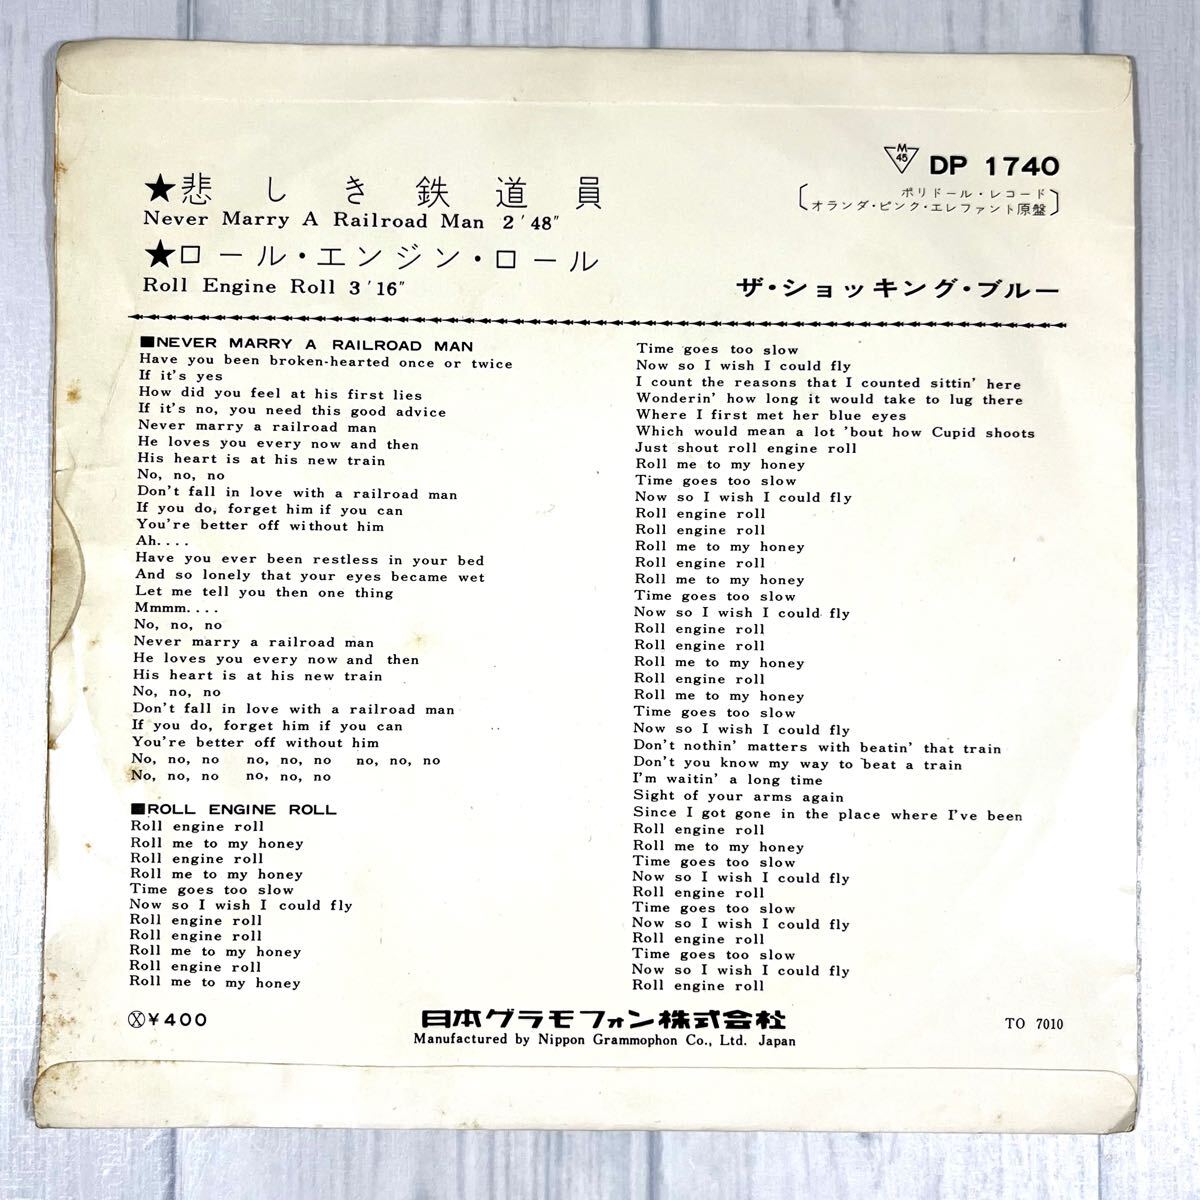 ★悲しき鉄道員
Never Marry A Railroad Man 2'48"
★ロール・エンジン・ロール
Roll Engine Roll 3'16"
M 45 DP 1740
ポリドール・レコード
オランダ・ピンク・エレファント原盤
ザ・ショッキング・ブルー
■NEVER MARRY A RAILROAD MAN
Have you been broken-hearted once or twice
If it's yes
How did you feel at his first lies
If it's no, you need this good advice
Never marry a railroad man
He loves you every now and then
His heart is at his new train
No, no, no
Don't fall in love with a railroad man
If you do, forget him if you can
You're better off without him
Ah....
Have you ever been restless in your bed
And so lonely that your eyes became wet
Let me tell you then one thing
Mmmm....
No, no, no
Never marry a railroad man
He loves you every now and then
His heart is at his new train
No, no, no
Don't fall in love with a railroad man
If you do, forget him if you can
You're better off without him
No, no, no no, no, no no, no, no
No, no, no no, no, no
■ROLL ENGINE ROLL
Roll engine roll
Roll me to my honey
Roll engine roll
Roll me to my honey
Time goes too slow
Now so I wish I could fly
Roll engine roll
Roll engine roll
Roll me to my honey
Roll engine roll
Roll me to my honey
Time goes too slow
Now so I wish I could fly
I count the reasons that I counted sittin' here
Wonderin' how long it would take to lug there
Where I first met her blue eyes
Which would mean a lot 'bout how Cupid shoots
Just shout roll engine roll
Roll me to my honey
Time goes too slow
Now so I wish I could fly
Roll engine roll
Roll engine roll
Roll me to my honey
Roll engine roll
Roll me to my honey
Time goes too slow
Now so I wish I could fly
Roll engine roll
Roll engine roll
Roll me to my honey
Roll engine roll
Roll me to my honey
Time goes too slow
Now so I wish I could fly
Don't nothin' matters with beatin' that train
Don't you know my way to beat a train
I'm waitin' a long time
Sight of your arms again
Since I got gone in the place where I've been
Roll engine roll
Roll me to my honey
Time goes too slow
Now so I wish I could fly
Roll engine roll
Time goes too slow
Now so I wish I could fly
Roll engine roll
Time goes too slow
Now so I wish I could fly
Roll engine roll
Ⓧ¥400
日本グラモフォン株式会社
Manufactured by Nippon Grammophon Co., Ltd. Japan
TO 7010